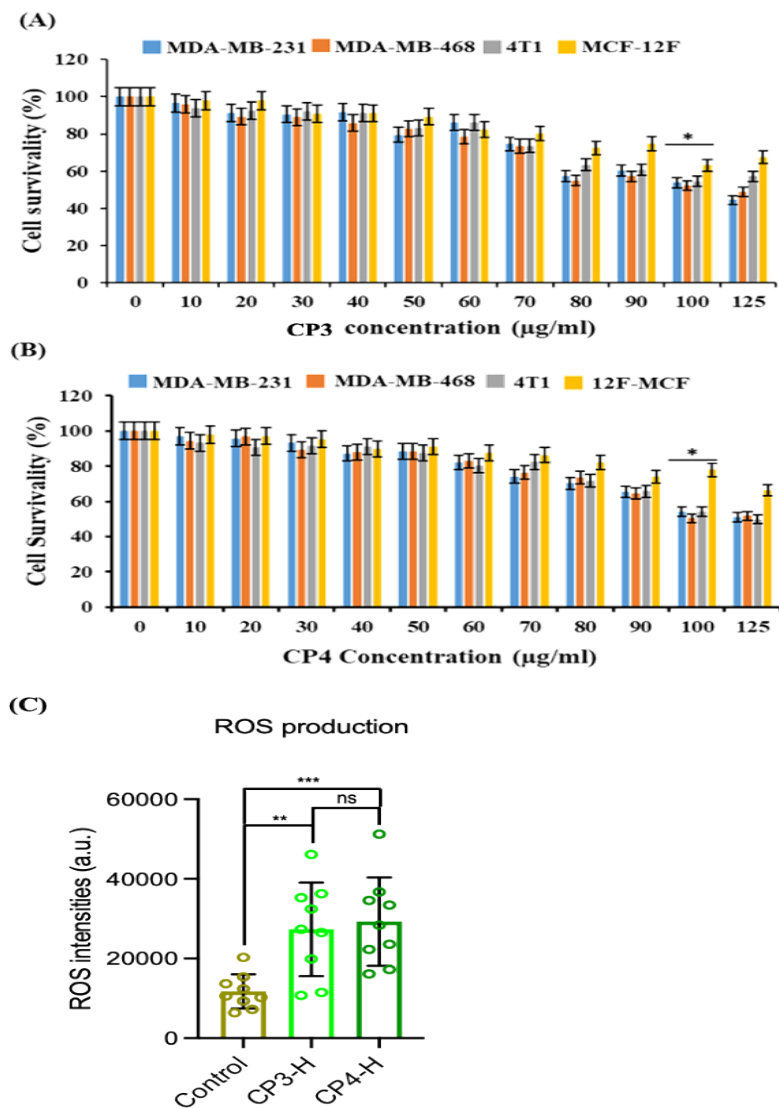 (A)
MDA-MB-231 MDA-MB-468 4T1 MCF-12F
120
100
80
60
40
20
0
Cell survivality (%)
*
0 10 20 30 40 50 60 70 80 90 100 125
CP3 concentration (µg/ml)
(B)
MDA-MB-231 MDA-MB-468 4T1 12F-MCF
120
100
80
60
40
20
0
Cell Survivality (%)
*
0 10 20 30 40 50 60 70 80 90 100 125
CP4 Concentration (µg/ml)
(C)
ROS production
***
ns
**
60000
40000
20000
0
ROS intensities (a.u.)
Control CP3-H CP4-H